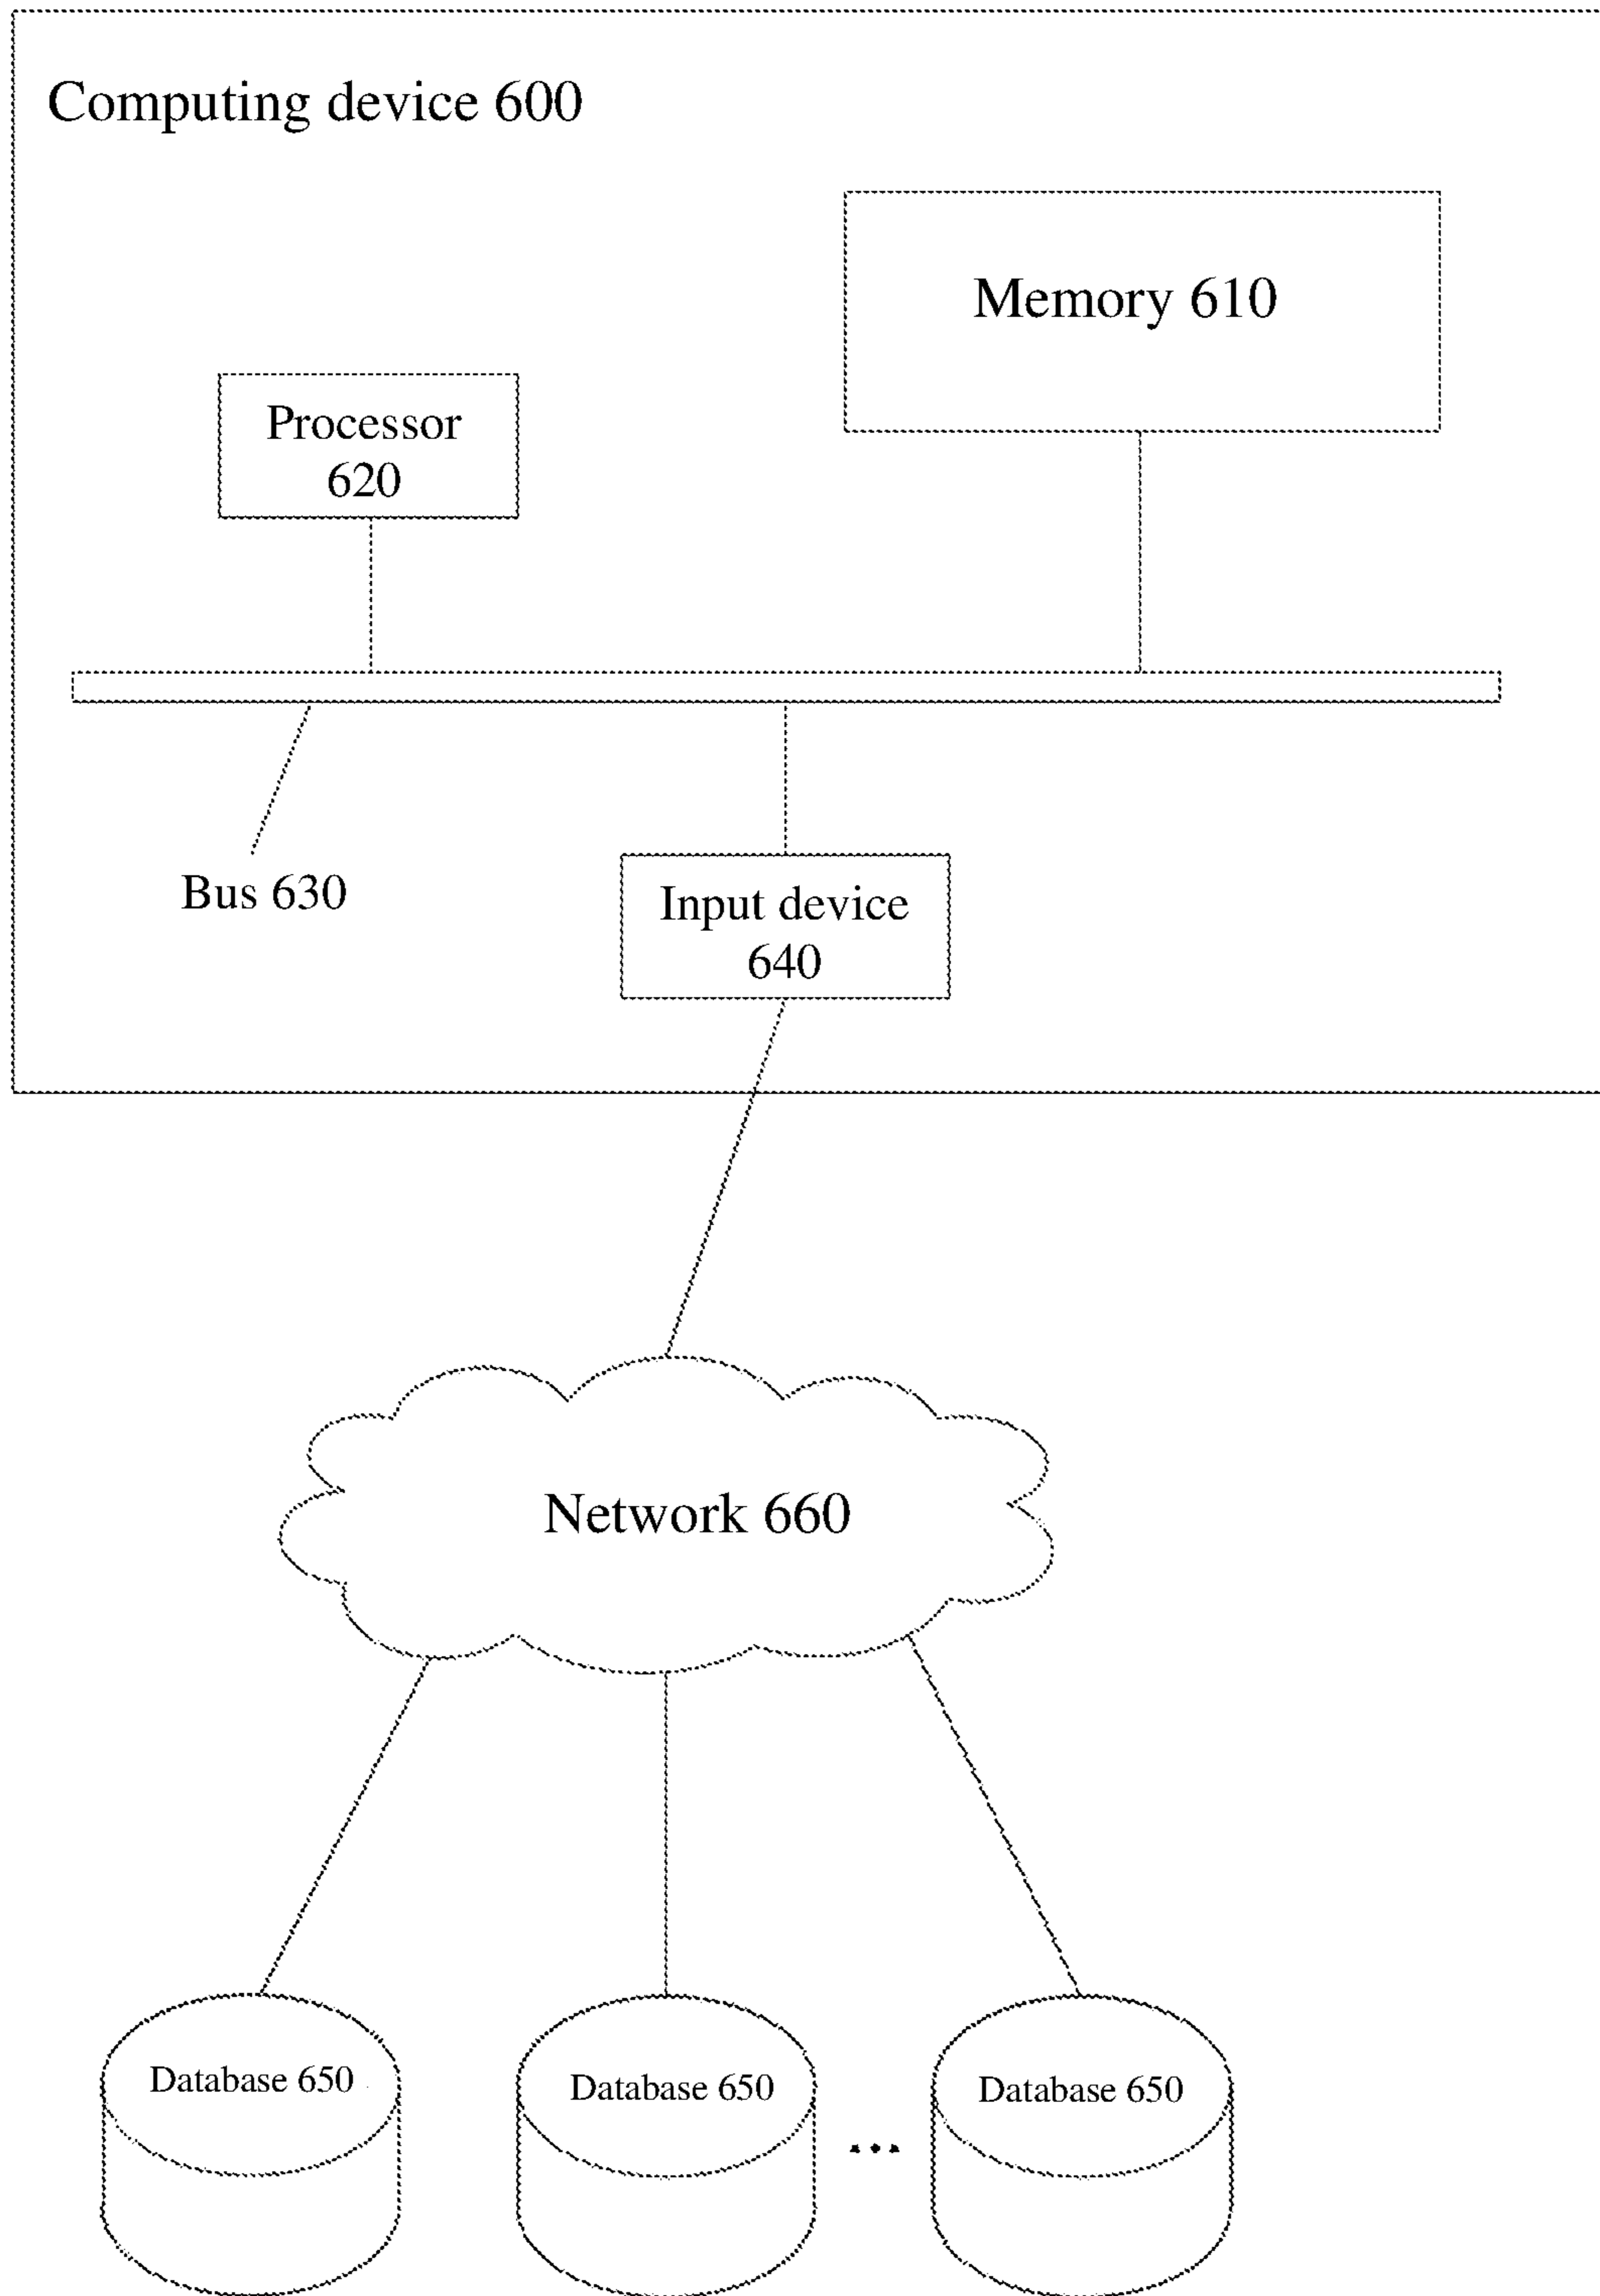 Computing device 600
Memory 610
Processor
620
Bus 630
Input device
640
Network 660
Database 650
Database 650
...
Database 650